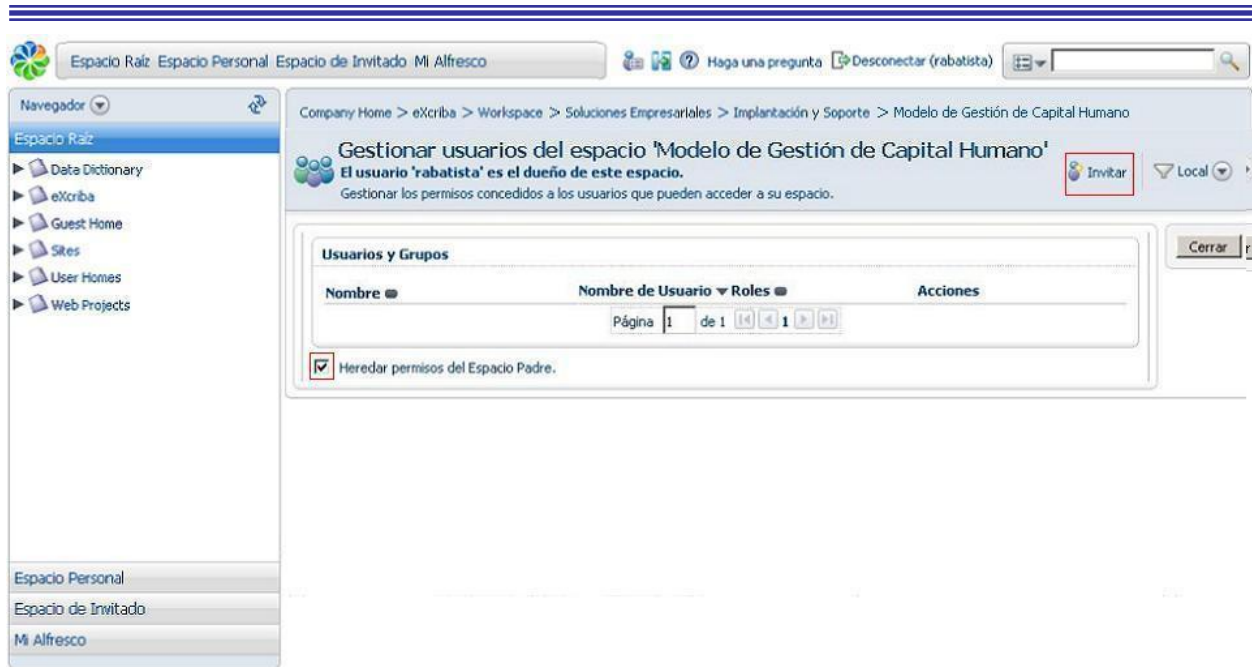 Espacio Raíz Espacio Personal Espacio de Invitado Mi Alfresco
Haga una pregunta Desconectar (rabatista)
Navegador
Espacio Raíz
Data Dictionary
eXcriba
Guest Home
Sites
User Homes
Web Projects
Espacio Personal
Espacio de Invitado
Mi Alfresco
Company Home > eXcriba > Workspace > Soluciones Empresariales > Implantación y Soporte > Modelo de Gestión de Capital Humano
Gestionar usuarios del espacio 'Modelo de Gestión de Capital Humano'
El usuario 'rabatista' es el dueño de este espacio.
Gestionar los permisos concedidos a los usuarios que pueden acceder a su espacio.
Invitar
Local
Usuarios y Grupos
Nombre Nombre de Usuario Roles Acciones
Página 1 de 1 1
Heredar permisos del Espacio Padre.
Cerrar